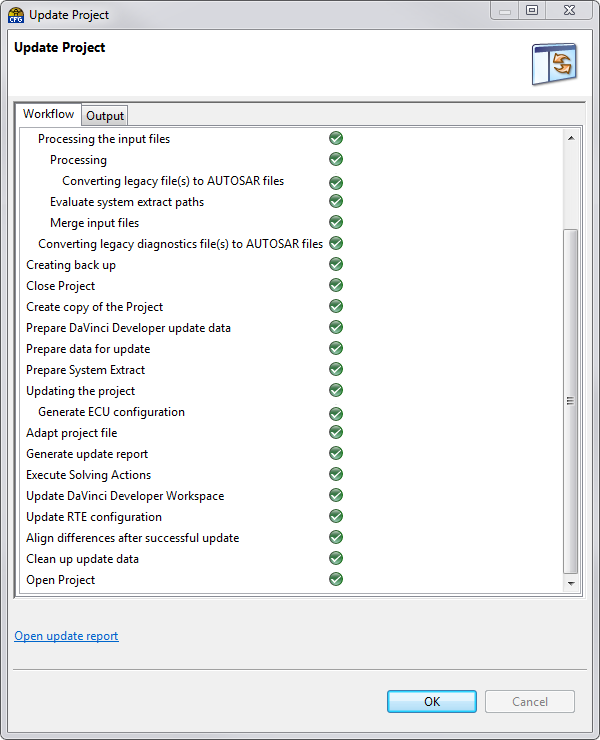 CFG
Update Project
Update Project
Workflow
Output
Processing the input files
Processing
Converting legacy file(s) to AUTOSAR files
Evaluate system extract paths
Merge input files
Converting legacy diagnostics file(s) to AUTOSAR files
Creating back up
Close Project
Create copy of the Project
Prepare DaVinci Developer update data
Prepare data for update
Prepare System Extract
Updating the project
Generate ECU configuration
Adapt project file
Generate update report
Execute Solving Actions
Update DaVinci Developer Workspace
Update RTE configuration
Align differences after successful update
Clean up update data
Open Project
Open update report
OK
Cancel